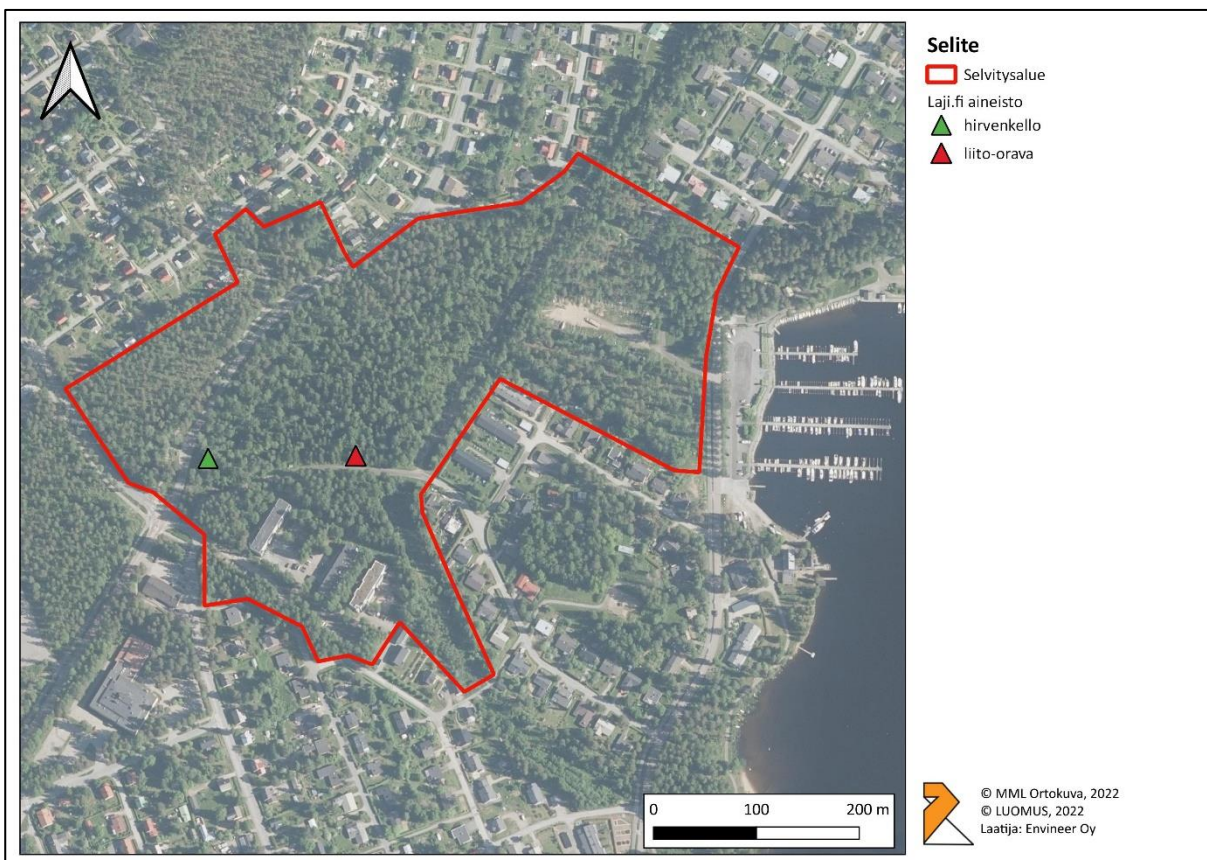 Selite
Selvitysalue
Laji.fi aineisto
hirvenkello
liito-orava
0 100 200 m
© MML Ortokuva, 2022
© LUOMUS, 2022
Laatija: Envineer Oy